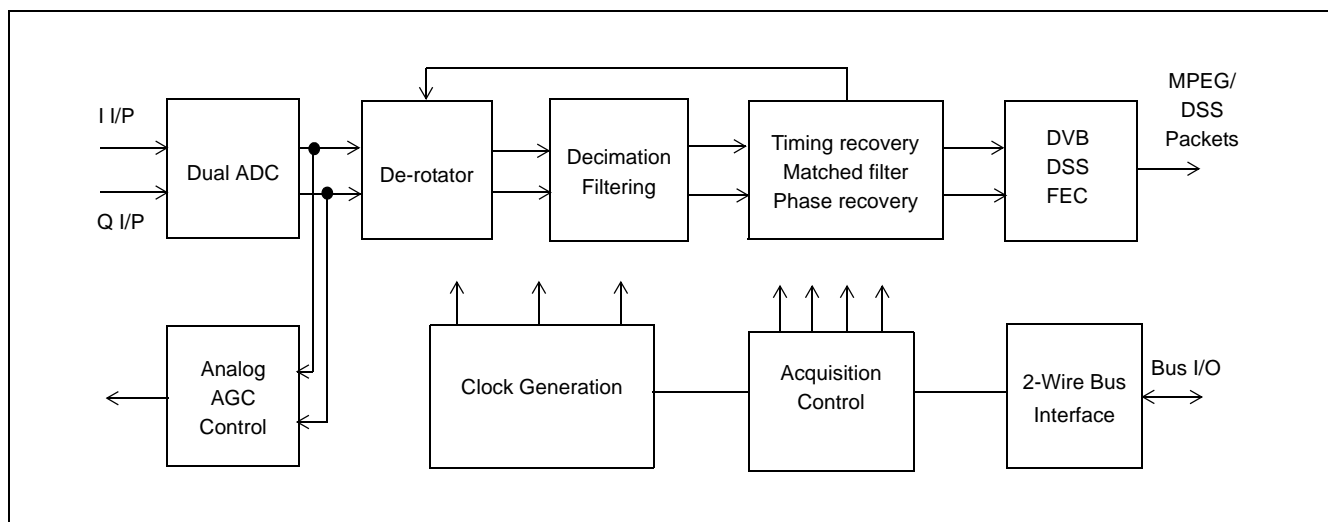 I I/P
Q I/P
Dual ADC
De-rotator
Decimation
Filtering
Timing recovery
Matched filter
Phase recovery
DVB
DSS
FEC
MPEG/
DSS
Packets
Analog
AGC
Control
Clock Generation
Acquisition
Control
2-Wire Bus
Interface
Bus I/O